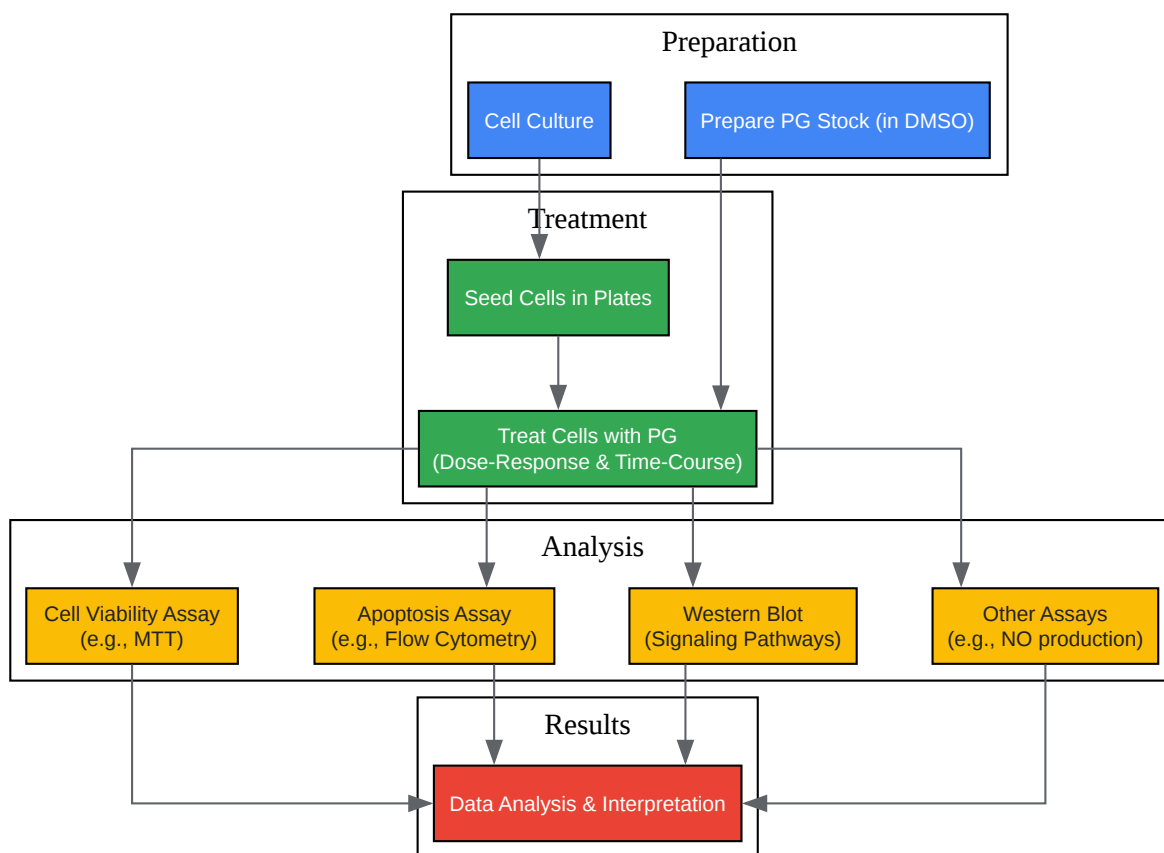 Preparation
Cell Culture
Prepare PG Stock (in DMSO)
Treatment
Seed Cells in Plates
Treat Cells with PG
(Dose-Response & Time-Course)
Analysis
Cell Viability Assay
(e.g., MTT)
Apoptosis Assay
(e.g., Flow Cytometry)
Western Blot
(Signaling Pathways)
Other Assays
(e.g., NO production)
Results
Data Analysis & Interpretation